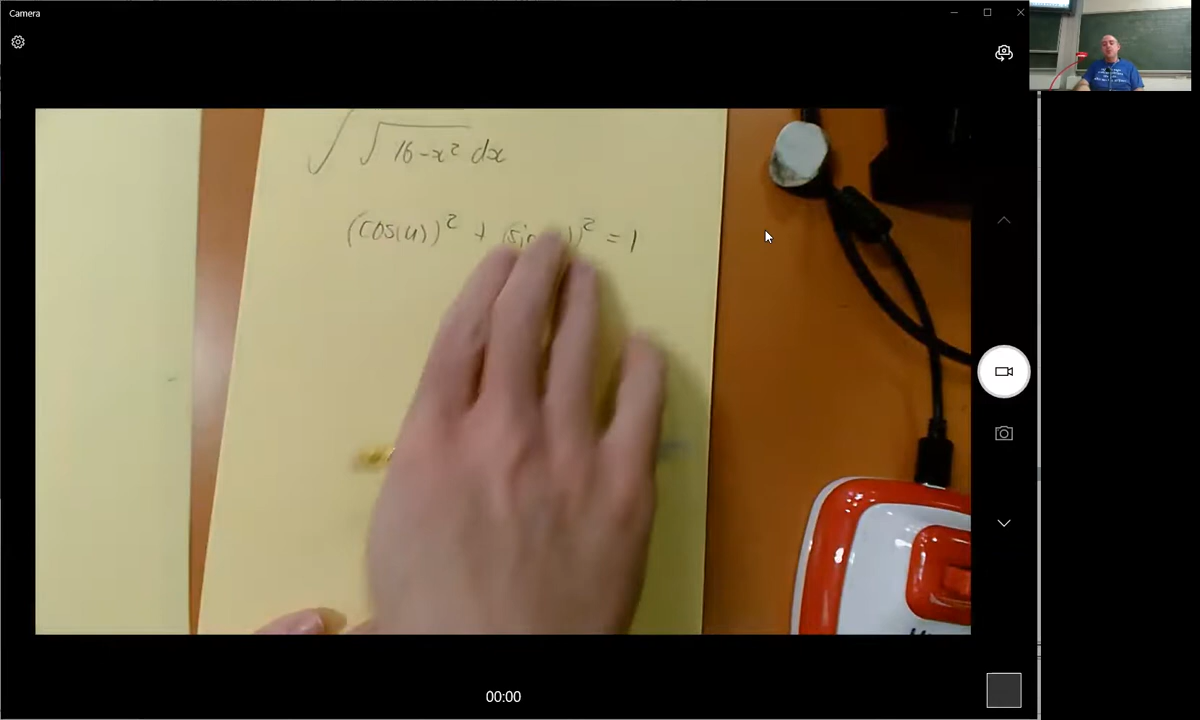 Camera
∫ √16-x² dx
(cos(u))² + (sin )² = 1
00:00